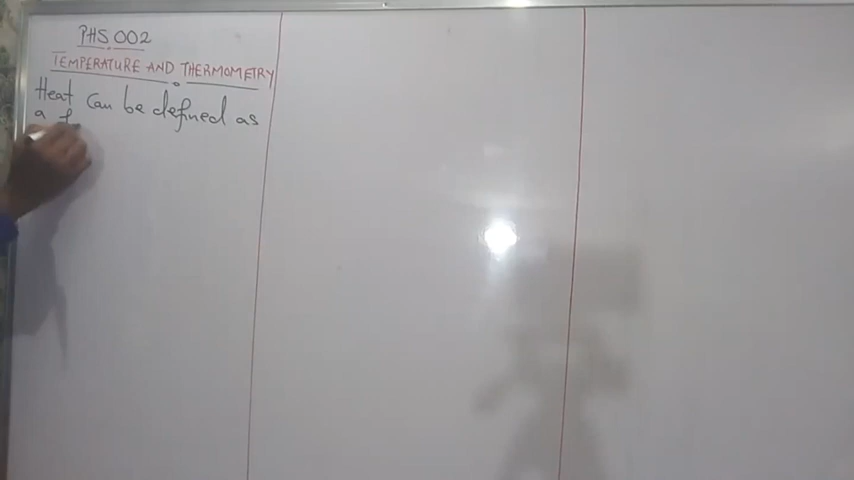 PHS 002
TEMPERATURE AND THERMOMETRY
Heat can be defined as
a f